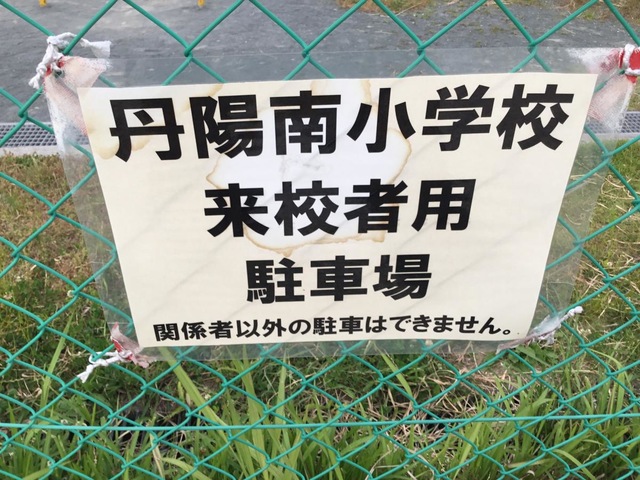 丹陽南小学校
来校者用
駐車場
関係者以外の駐車はできません。